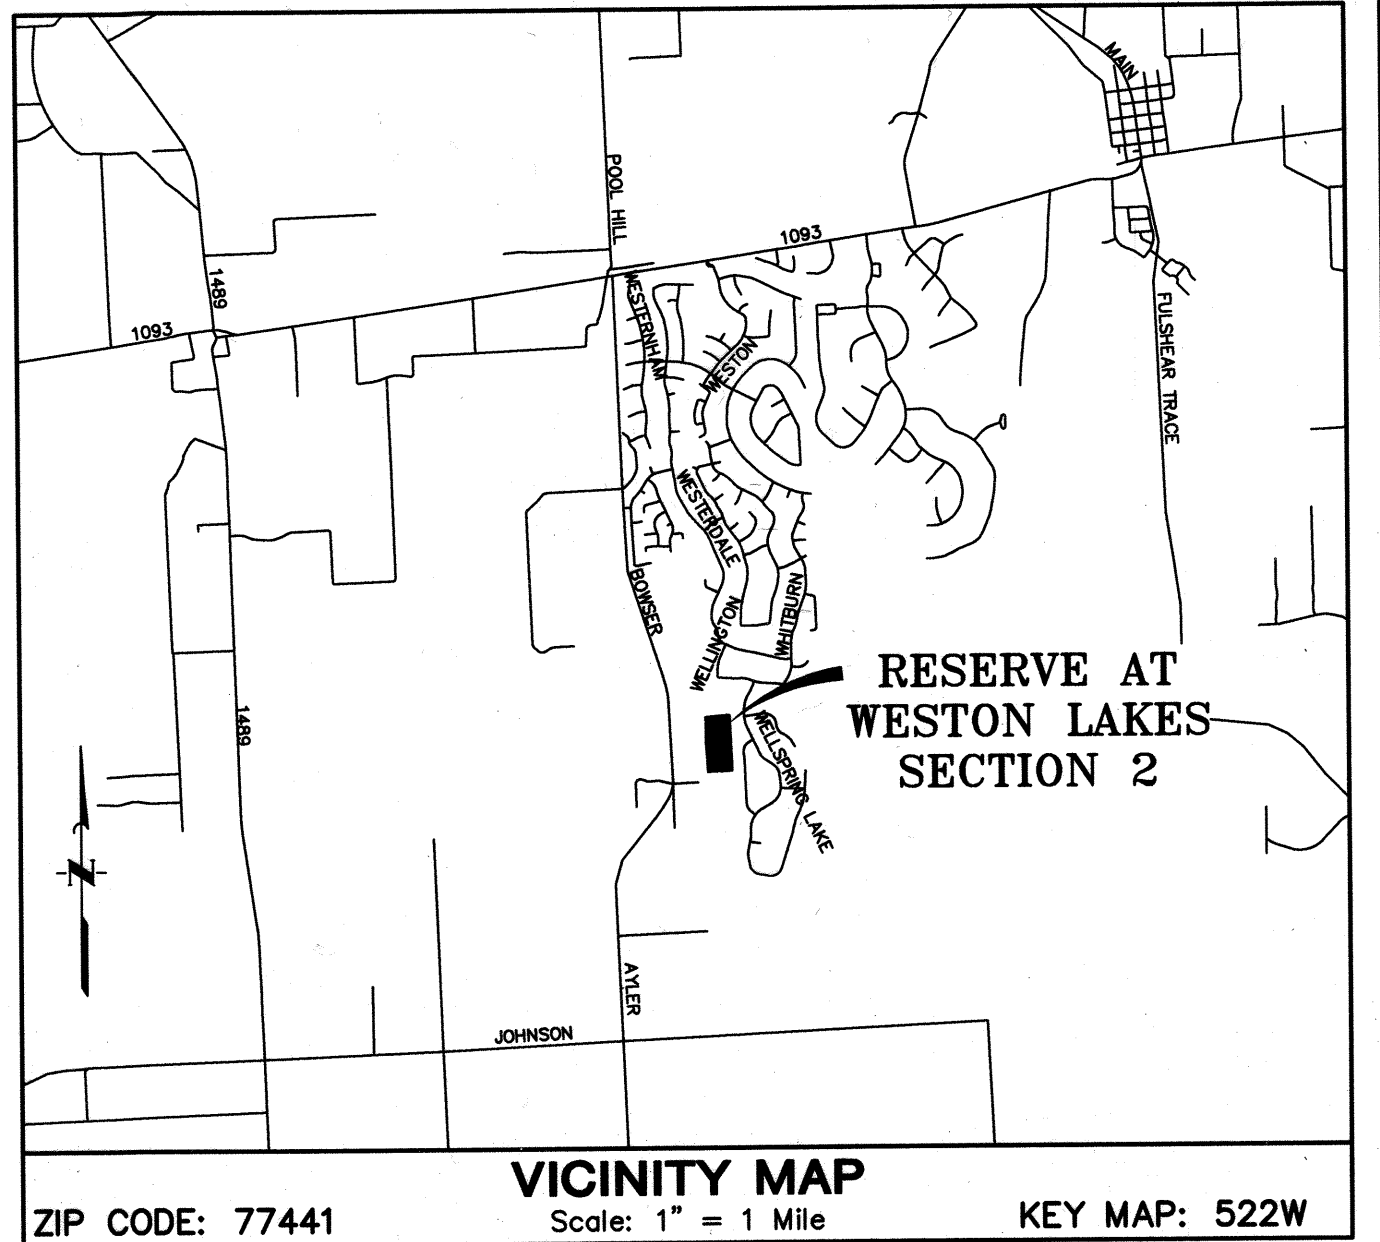 MAIN
POOL HILL
1093
1489
1093
WESTERNHAM
WESTON
FULSHEAR TRACE
WESTERDALE
BOWSER
WELLINGTON
WHITBURN
RESERVE AT
WESTON LAKES
SECTION 2
1489
WELLSPRING LAKE
N
AYLER
JOHNSON
VICINITY MAP
Scale: 1" = 1 Mile
ZIP CODE: 77441
KEY MAP: 522W